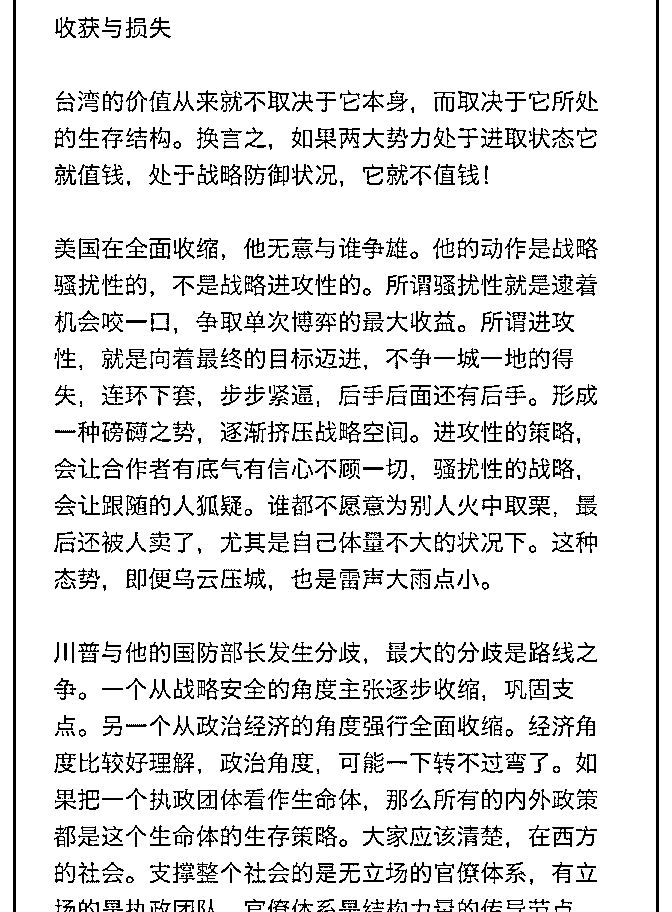 收获与损失
台湾的价值从来就不取决于它本身，而取决于它所处
的生存结构。换言之，如果两大势力处于进取状态它
就值钱，处于战略防御状况，它就不值钱！
美国在全面收缩，他无意与谁争雄。他的动作是战略
骚扰性的，不是战略进攻性的。所谓骚扰性就是逮着
机会咬一口，争取单次博弈的最大收益。所谓进攻
性，就是向着最终的目标迈进，不争一城一地的得
失，连环下套，步步紧逼，后手后面还有后手。形成
一种磅礴之势，逐渐挤压战略空间。进攻性的策略，
会让合作者有底气有信心不顾一切，骚扰性的战略，
会让跟随的人狐疑。谁都不愿意为别人火中取栗，最
后还被人卖了，尤其是自己体量不大的状况下。这种
态势，即便乌云压城，也是雷声大雨点小。
川普与他的国防部长发生分歧，最大的分歧是路线之
争。一个从战略安全的角度主张逐步收缩，巩固支
点。另一个从政治经济的角度强行全面收缩。经济角
度比较好理解，政治角度，可能一下转不过弯了。如
果把一个执政团体看作生命体，那么所有的内外政策
都是这个生命体的生存策略。大家应该清楚，在西方
的社会。支撑整个社会的是无立场的官僚体系，有立
场的是执政团队。官僚体系是结构力量的传导节点